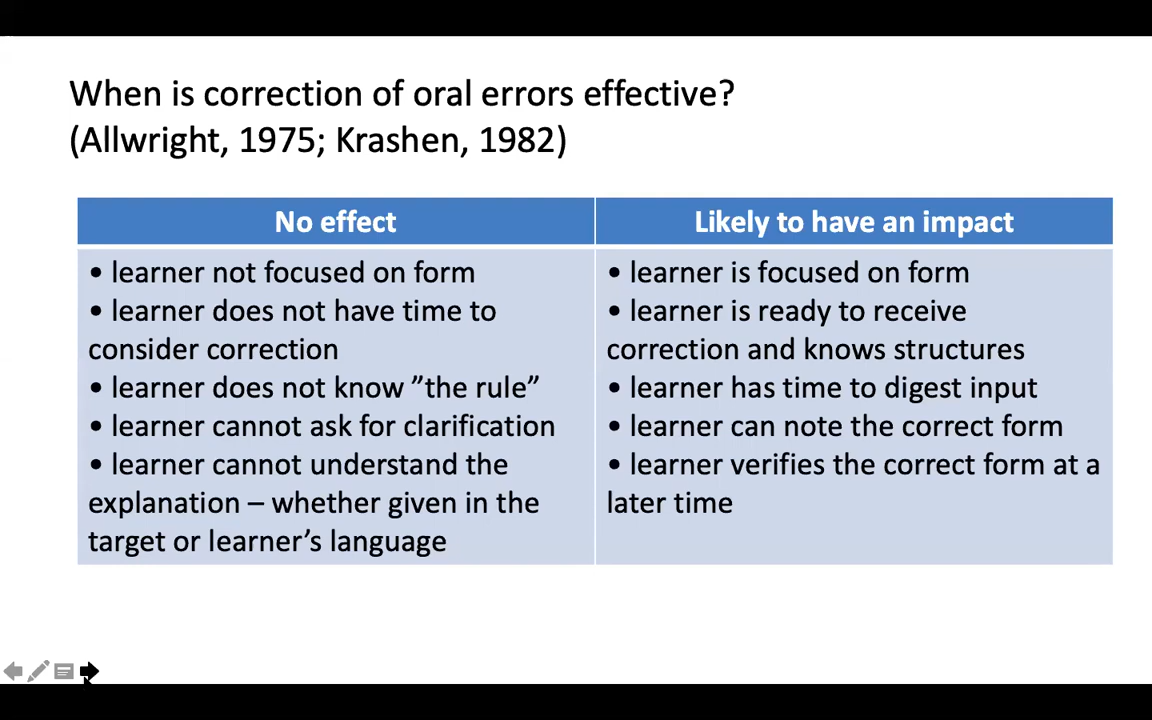 When is correction of oral errors effective?
(Allwright, 1975; Krashen, 1982)
No effect
• learner not focused on form
• learner does not have time to
consider correction
• learner does not know ”the rule”
• learner cannot ask for clarification
• learner cannot understand the
explanation – whether given in the
target or learner’s language
Likely to have an impact
• learner is focused on form
• learner is ready to receive
correction and knows structures
• learner has time to digest input
• learner can note the correct form
• learner verifies the correct form at a
later time